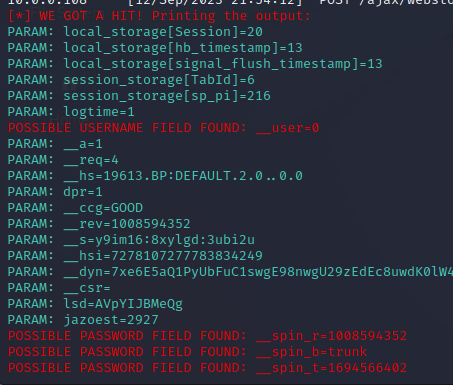 10.0.0.108 - - [12/Sep/2023 21:54:12] "POST /ajax/websto
[*] WE GOT A HIT! Printing the output:
PARAM: local_storage[Session]=20
PARAM: local_storage[hb_timestamp]=13
PARAM: local_storage[signal_flush_timestamp]=13
PARAM: session_storage[TabId]=6
PARAM: session_storage[sp_pi]=216
PARAM: logtime=1
POSSIBLE USERNAME FIELD FOUND: __user=0
PARAM: __a=1
PARAM: __req=4
PARAM: __hs=19613.BP:DEFAULT.2.0..0.0
PARAM: dpr=1
PARAM: __ccg=GOOD
PARAM: __rev=1008594352
PARAM: __s=y9im16:8xylgd:3ubi2u
PARAM: __hsi=7278107277783834249
PARAM: __dyn=7xe6E5aQ1PyUbFuC1swgE98nwgU29zEdEc8uwdK0lW4
PARAM: __csr=
PARAM: lsd=AVpYIJBMeQg
PARAM: jazoest=2927
POSSIBLE PASSWORD FIELD FOUND: __spin_r=1008594352
POSSIBLE PASSWORD FIELD FOUND: __spin_b=trunk
POSSIBLE PASSWORD FIELD FOUND: __spin_t=1694566402